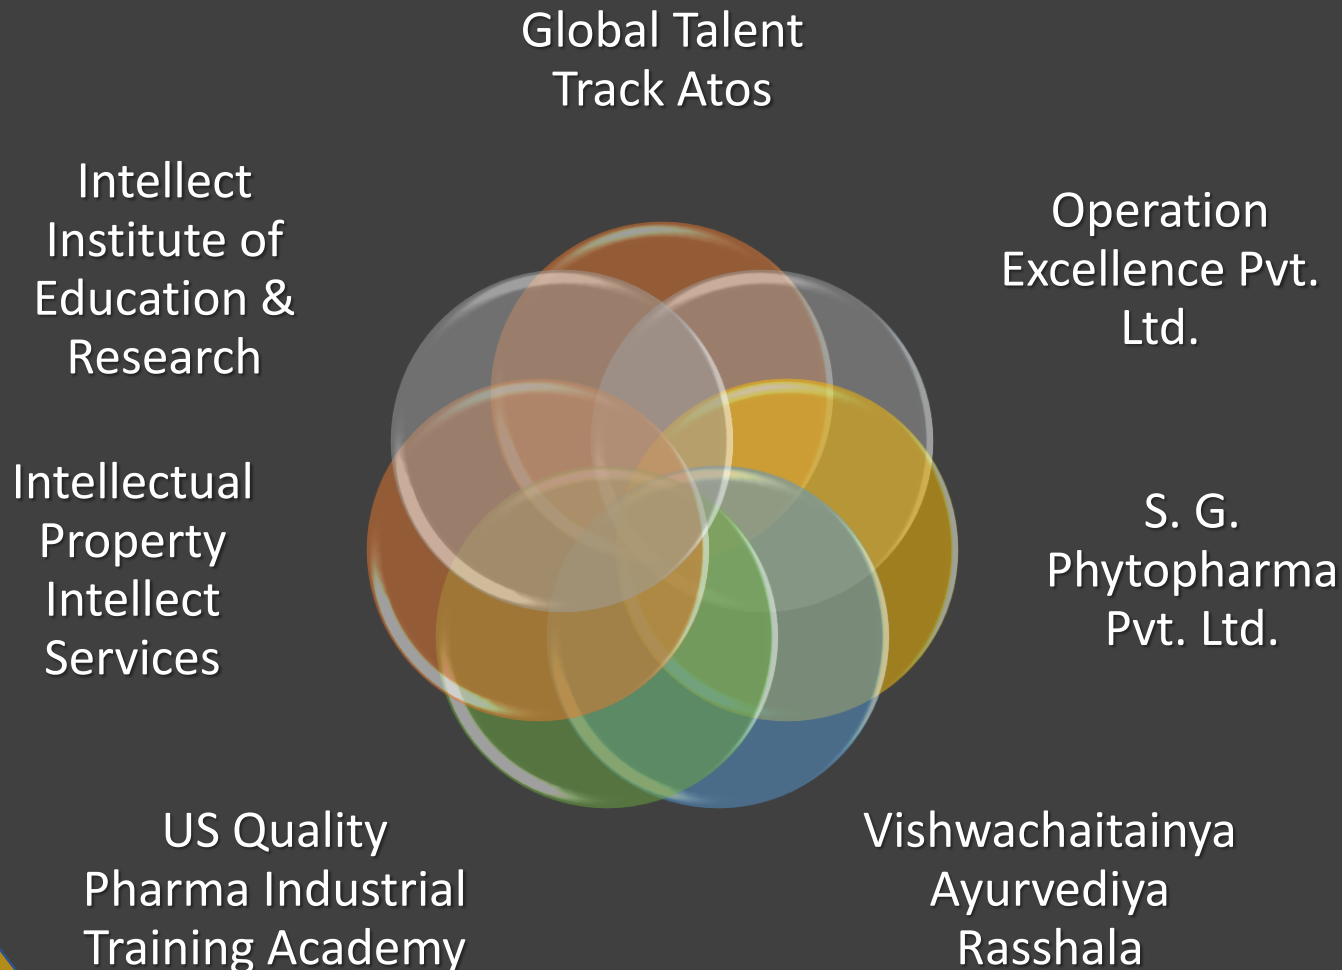 Global Talent
Track Atos
Operation
Excellence Pvt.
Ltd.
S. G.
Phytopharma
Pvt. Ltd.
Vishwachaitainya
Ayurvediya
Rasshala
US Quality
Pharma Industrial
Training Academy
Intellectual
Property
Intellect
Services
Intellect
Institute of
Education &
Research